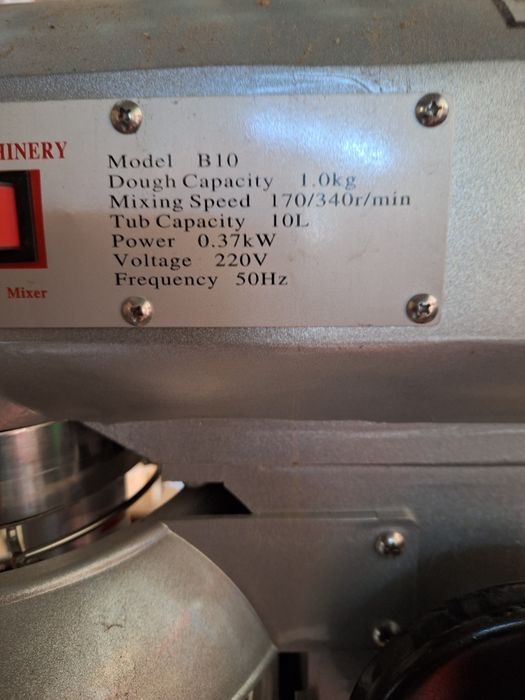 HINERY
Model B10
Dough Capacity 1.0kg
Mixing Speed 170/340r/min
Tub Capacity 10L
Power 0.37kW
Voltage 220V
Frequency 50Hz
Mixer